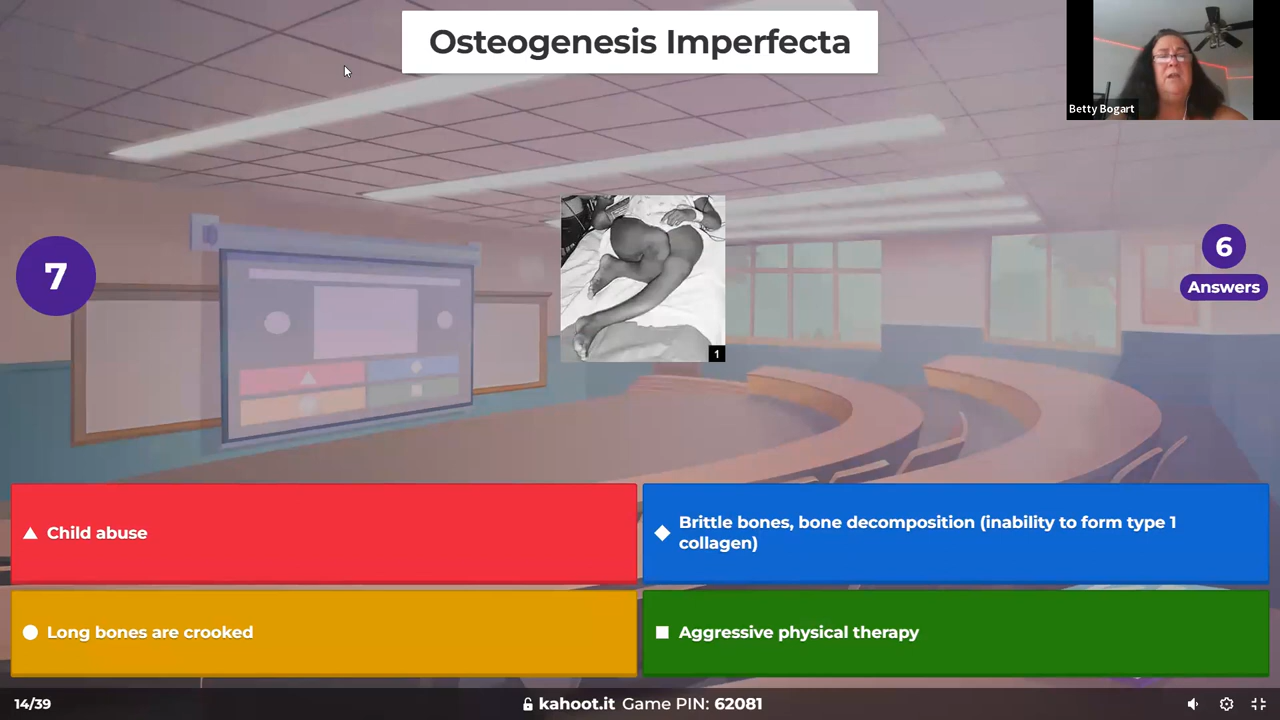 Osteogenesis Imperfecta
Betty Bogart
7
6
Answers
1
Child abuse
Brittle bones, bone decomposition (inability to form type 1
collagen)
Long bones are crooked
Aggressive physical therapy
14/39
kahoot.it Game PIN: 62081